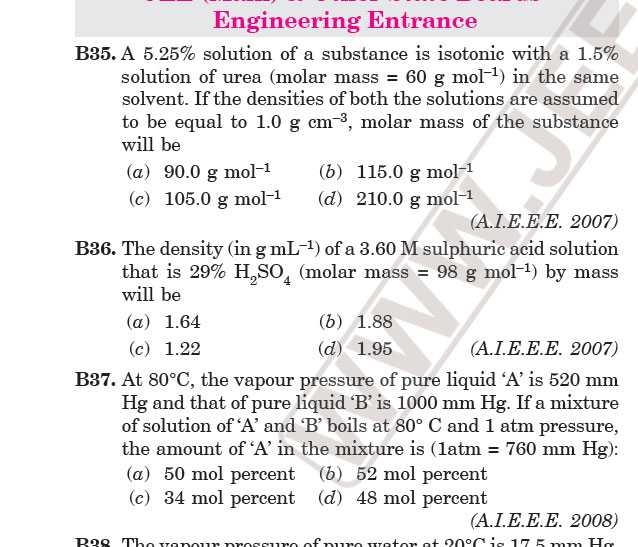 Engineering Entrance
B35. A 5.25% solution of a substance is isotonic with a 1.5%
solution of urea (molar mass = 60 g mol–1) in the same
solvent. If the densities of both the solutions are assumed
to be equal to 1.0 g cm–3, molar mass of the substance
will be
(a) 90.0 g mol–1 (b) 115.0 g mol–1
(c) 105.0 g mol–1 (d) 210.0 g mol–1
(A.I.E.E.E. 2007)
B36. The density (in g mL–1) of a 3.60 M sulphuric acid solution
that is 29% H2SO4 (molar mass = 98 g mol–1) by mass
will be
(a) 1.64 (b) 1.88
(c) 1.22 (d) 1.95 (A.I.E.E.E. 2007)
B37. At 80°C, the vapour pressure of pure liquid ‘A’ is 520 mm
Hg and that of pure liquid ‘B’ is 1000 mm Hg. If a mixture
of solution of ‘A’ and ‘B’ boils at 80° C and 1 atm pressure,
the amount of ‘A’ in the mixture is (1atm = 760 mm Hg):
(a) 50 mol percent (b) 52 mol percent
(c) 34 mol percent (d) 48 mol percent
(A.I.E.E.E. 2008)
B38. The vapour pressure of pure water at 20°C is 17.5 mm Hg.
WWW.JEE